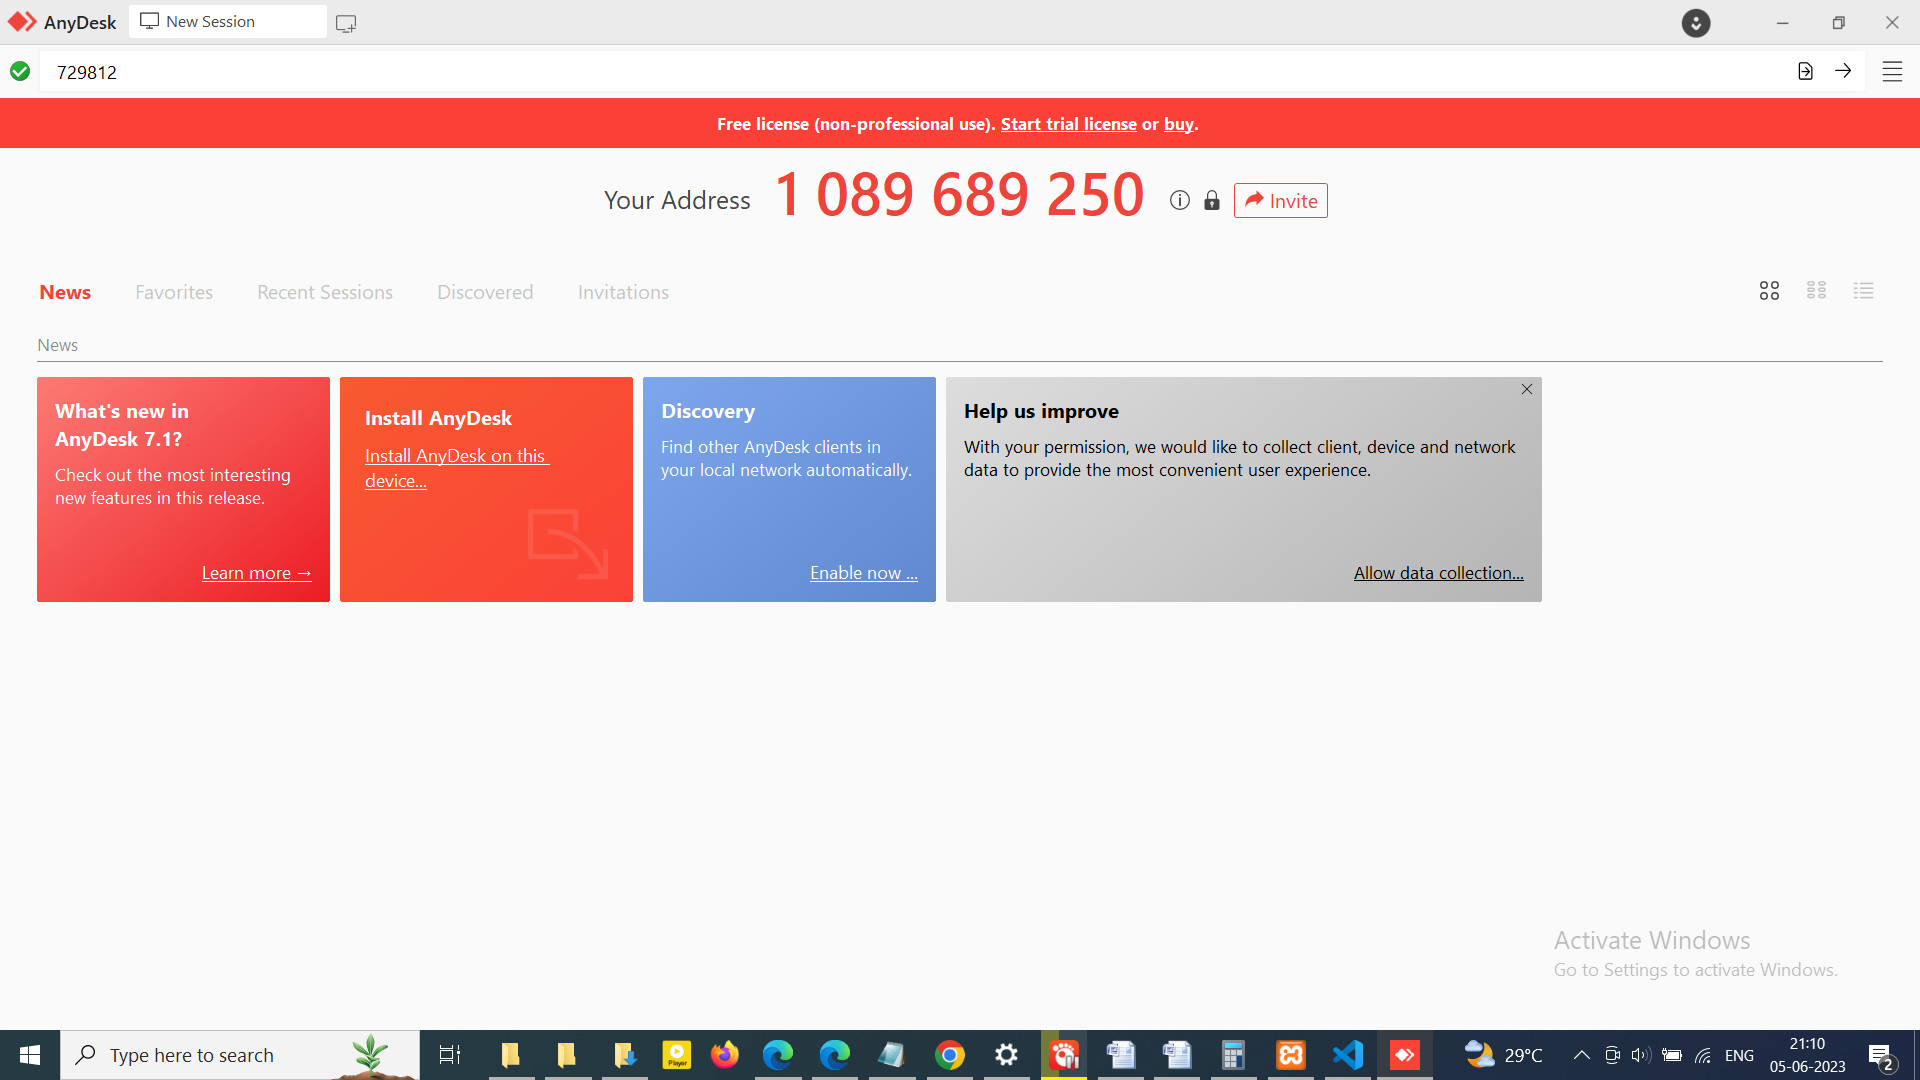 AnyDesk
New Session
729812
Free license (non-professional use). Start trial license or buy.
Your Address 1 089 689 250 Invite
News Favorites Recent Sessions Discovered Invitations
News
What's new in
AnyDesk 7.1?
Check out the most interesting
new features in this release.
Learn more →
Install AnyDesk
Install AnyDesk on this
device...
Discovery
Find other AnyDesk clients in
your local network automatically.
Enable now ...
Help us improve
With your permission, we would like to collect client, device and network
data to provide the most convenient user experience.
Allow data collection...
Activate Windows
Go to Settings to activate Windows.
Type here to search
Player
29°C
ENG
21:10
05-06-2023
2